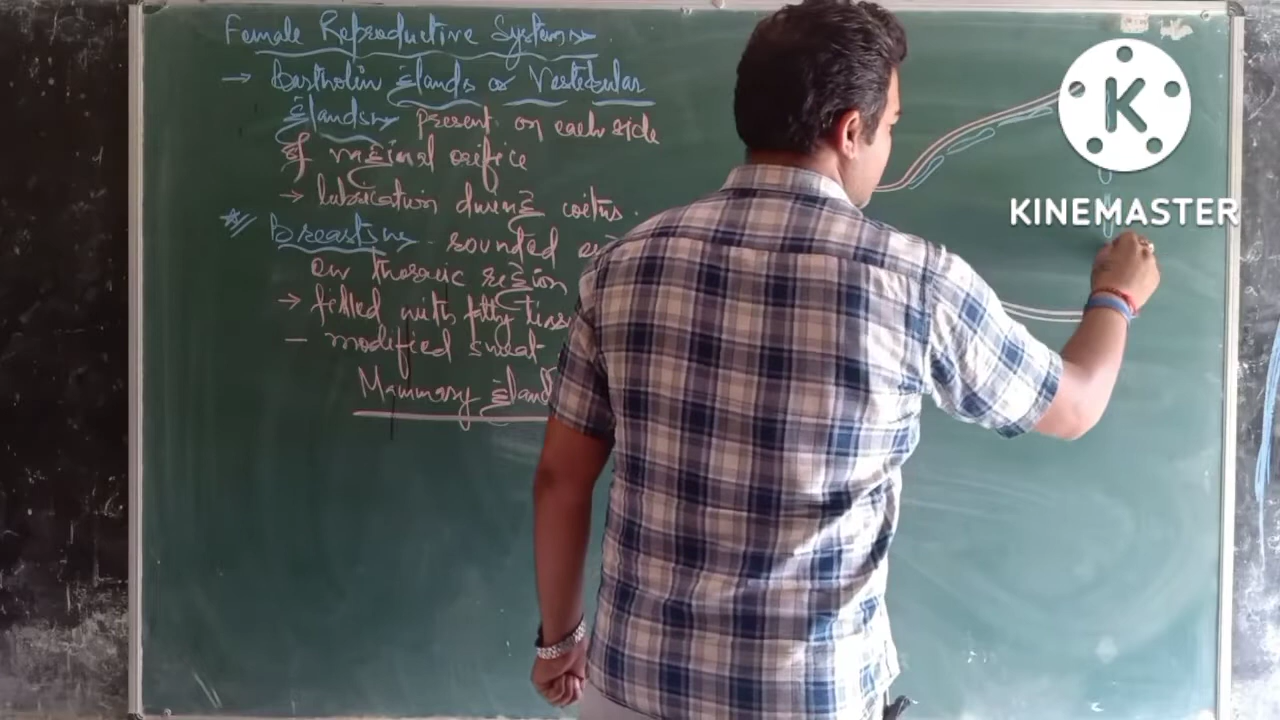 Female Reproductive System
→ Bartholin glands or Vestibular
glands, present on each side
of vaginal orifice
→ lubrication during coitus.
Breasts rounded
on thoracic region
→ filled with fatty tiss
- modified sweat
Mammary gland
K
KINEMASTER